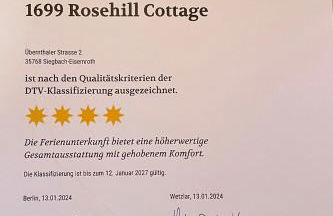 1699 Rosehill Cottage
Übernthaler Strasse 2
35768 Siegbach-Eisemroth
ist nach den Qualitätskriterien der
DTV-Klassifizierung ausgezeichnet.
Die Ferienunterkunft bietet eine höherwertige
Gesamtausstattung mit gehobenem Komfort.
Die Klassifizierung ist bis zum 12. Januar 2027 gültig.
Berlin, 13.01.2024
Wetzlar, 13.01.2024